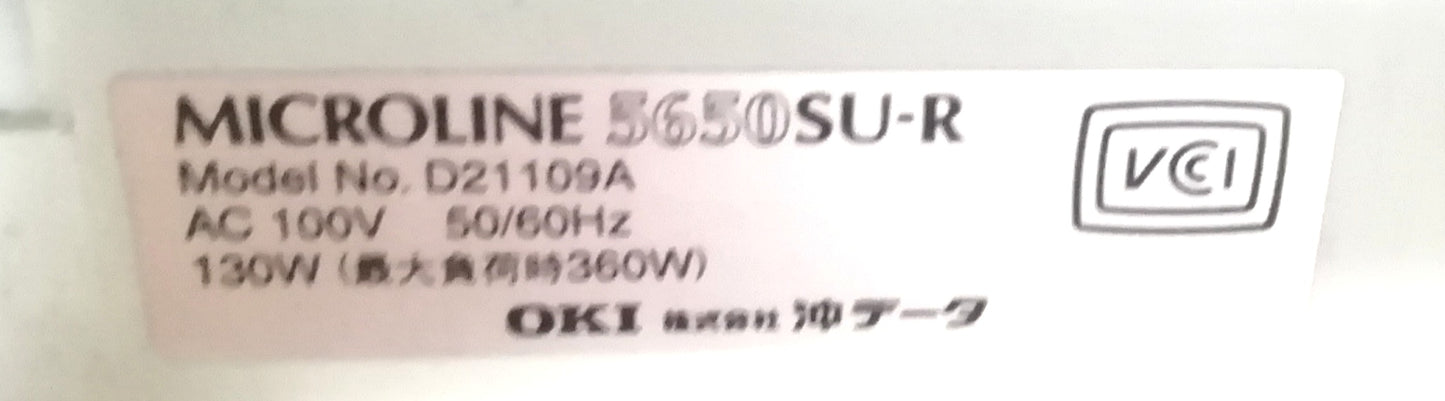 MICROLINE 5650SU-R
VCCI
Model No. D21109A
AC 100V 50/60Hz
130W (最大負荷時360W)
OKI 株式会社 沖データ